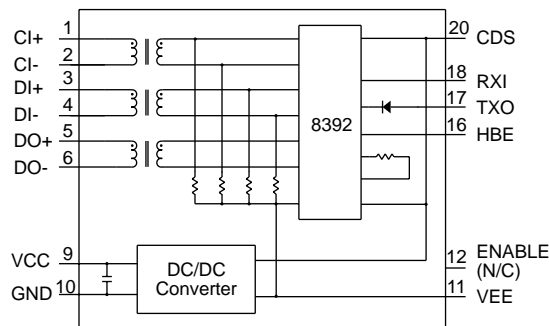 CI+ 1
CI- 2
DI+ 3
DI- 4
DO+ 5
DO- 6
VCC 9
GND 10
8392
DC/DC
Converter
20 CDS
18 RXI
17 TXO
16 HBE
12 ENABLE
(N/C)
11 VEE